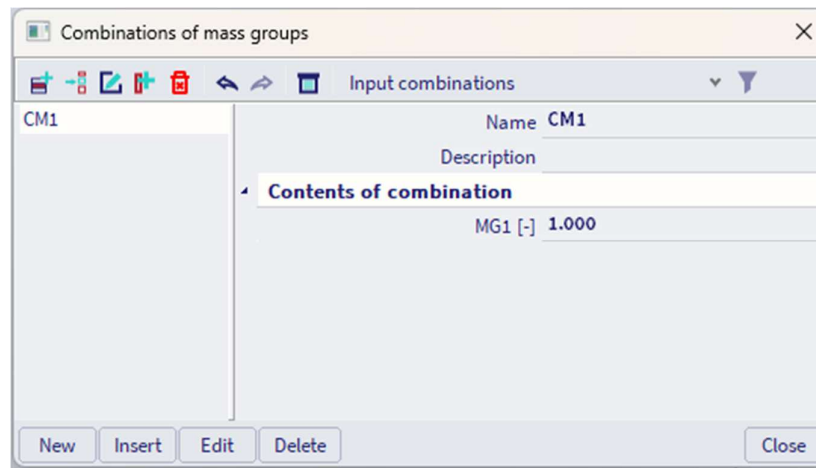 Combinations of mass groups
Input combinations
CM1
Name CM1
Description
Contents of combination
MG1 [-] 1.000
New Insert Edit Delete Close